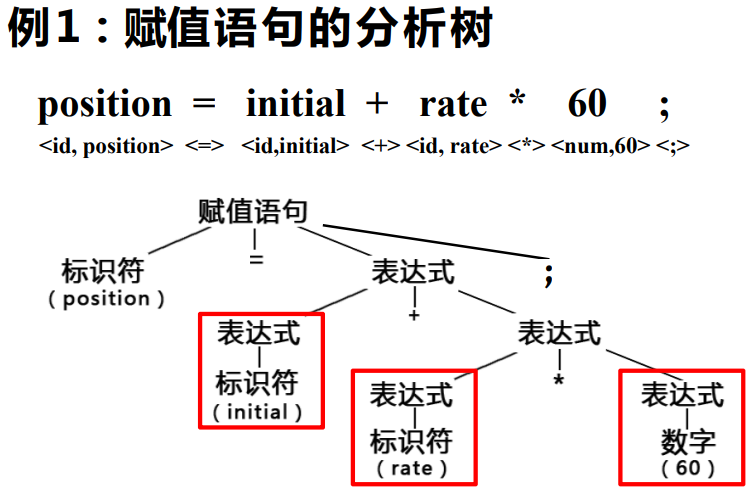 例1：赋值语句的分析树
position = initial + rate * 60 ;
<id, position> <=> <id,initial> <+> <id, rate> <*> <num,60> <;>
赋值语句
标识符 = 表达式 ;
(position)
表达式 + 表达式
标识符
(initial)
表达式 * 表达式
标识符 数字
(rate) (60)